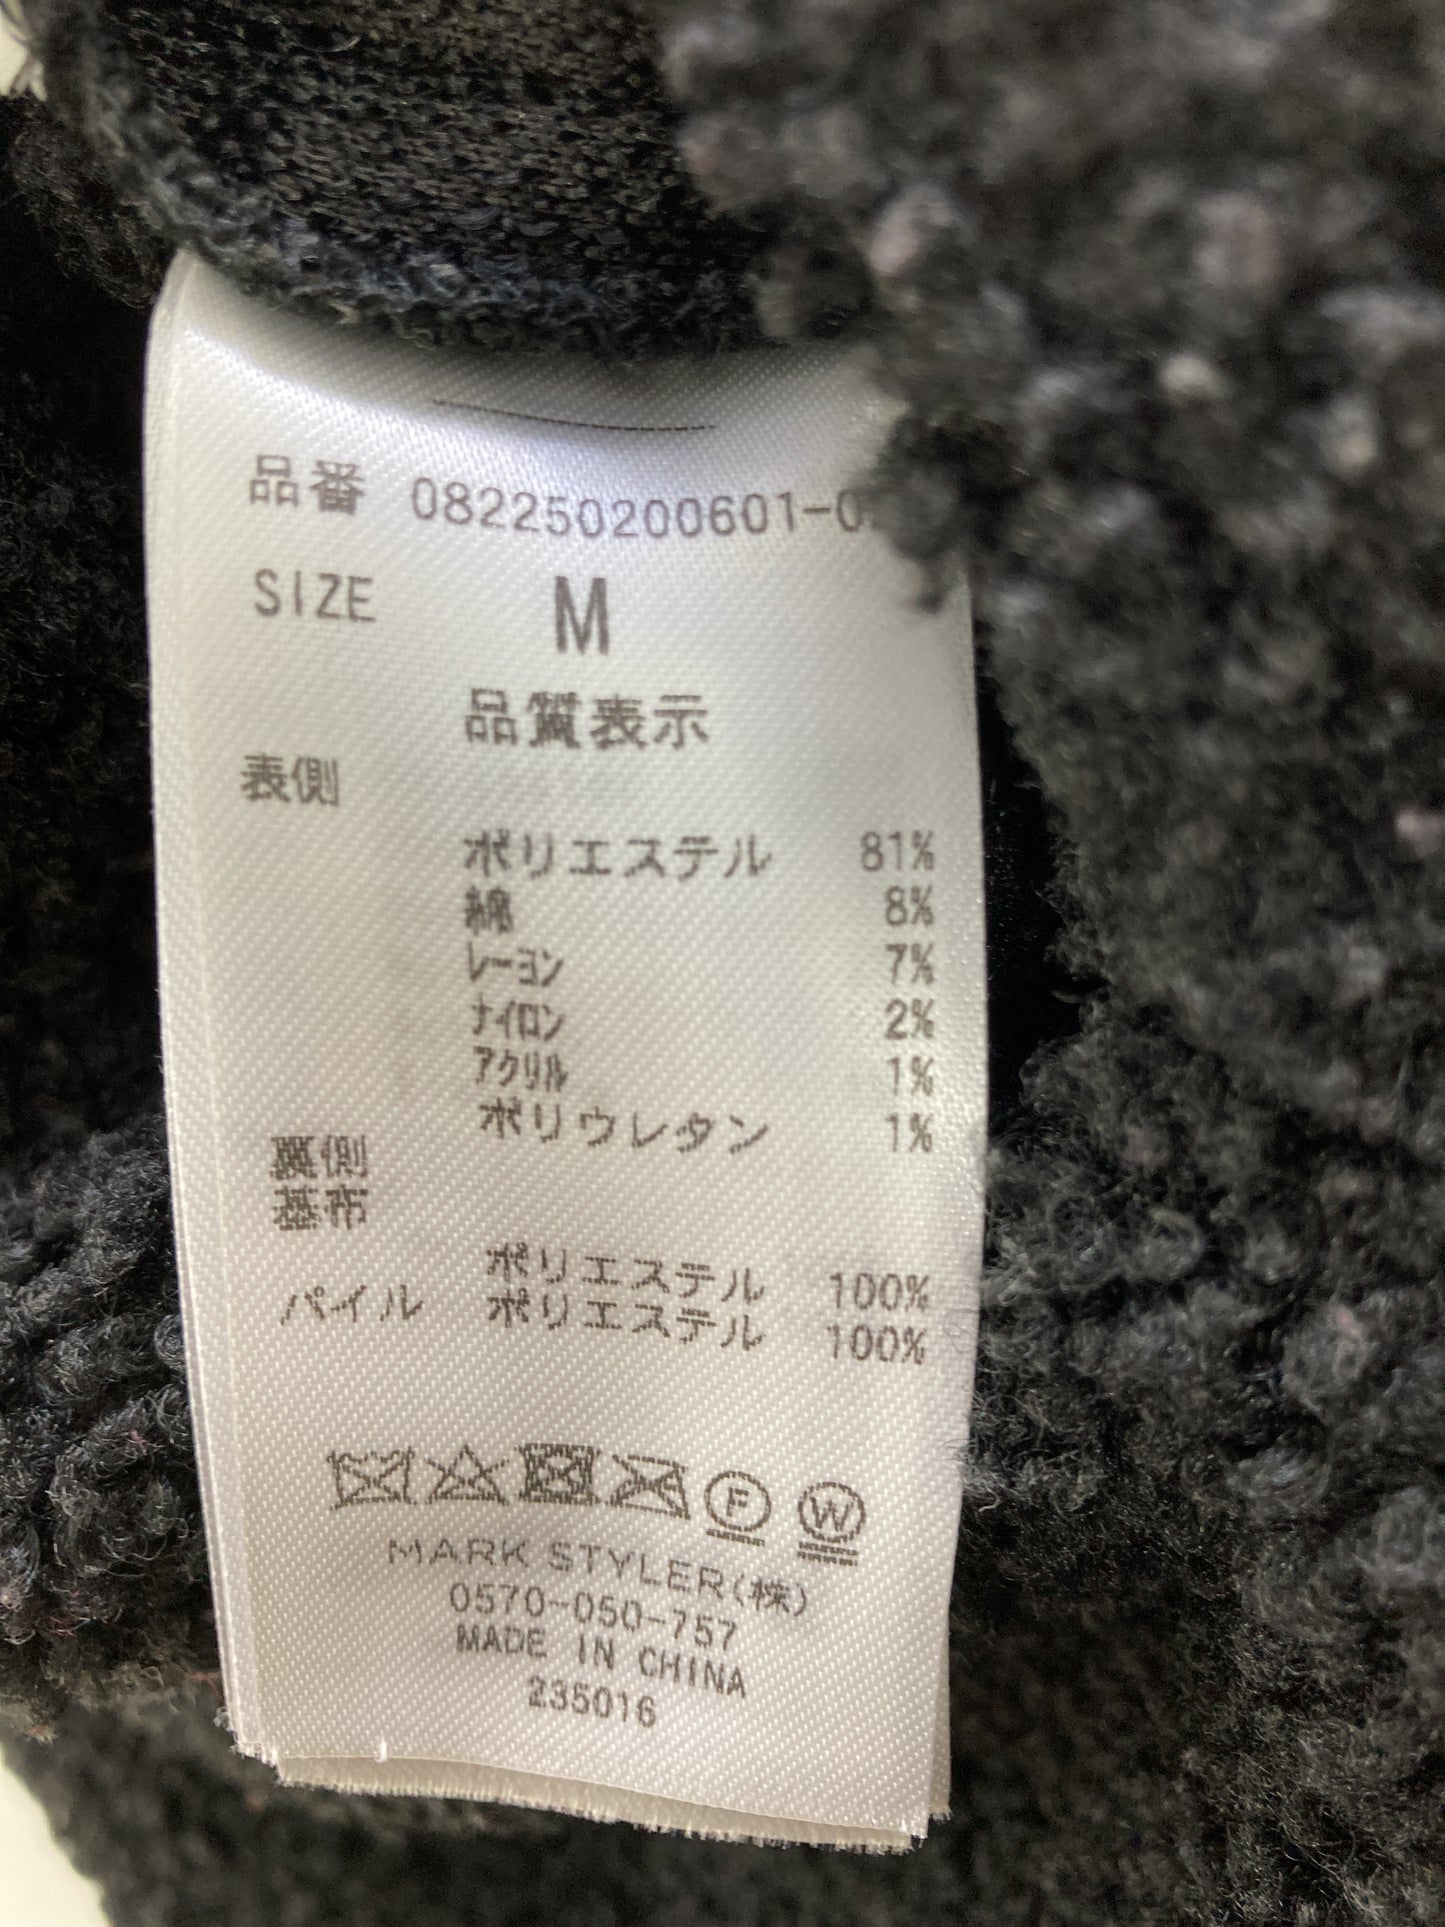 品番 082250200601-0
SIZE M
品質表示
表側
ポリエステル 81%
綿 8%
レーヨン 7%
ナイロン 2%
アクリル 1%
ポリウレタン 1%
裏側
基布
ポリエステル 100%
パイル ポリエステル 100%
F W
MARK STYLER(株)
0570-050-757
MADE IN CHINA
235016